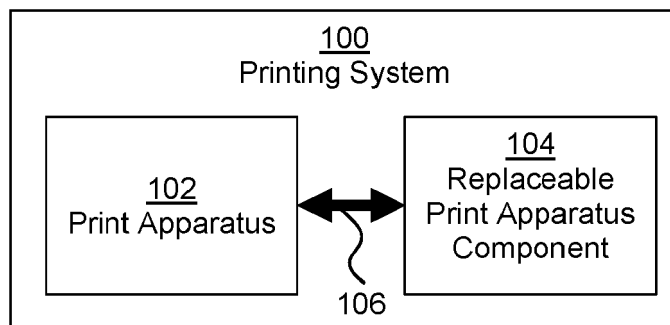 100
Printing System
102
Print Apparatus
104
Replaceable
Print Apparatus
Component
106